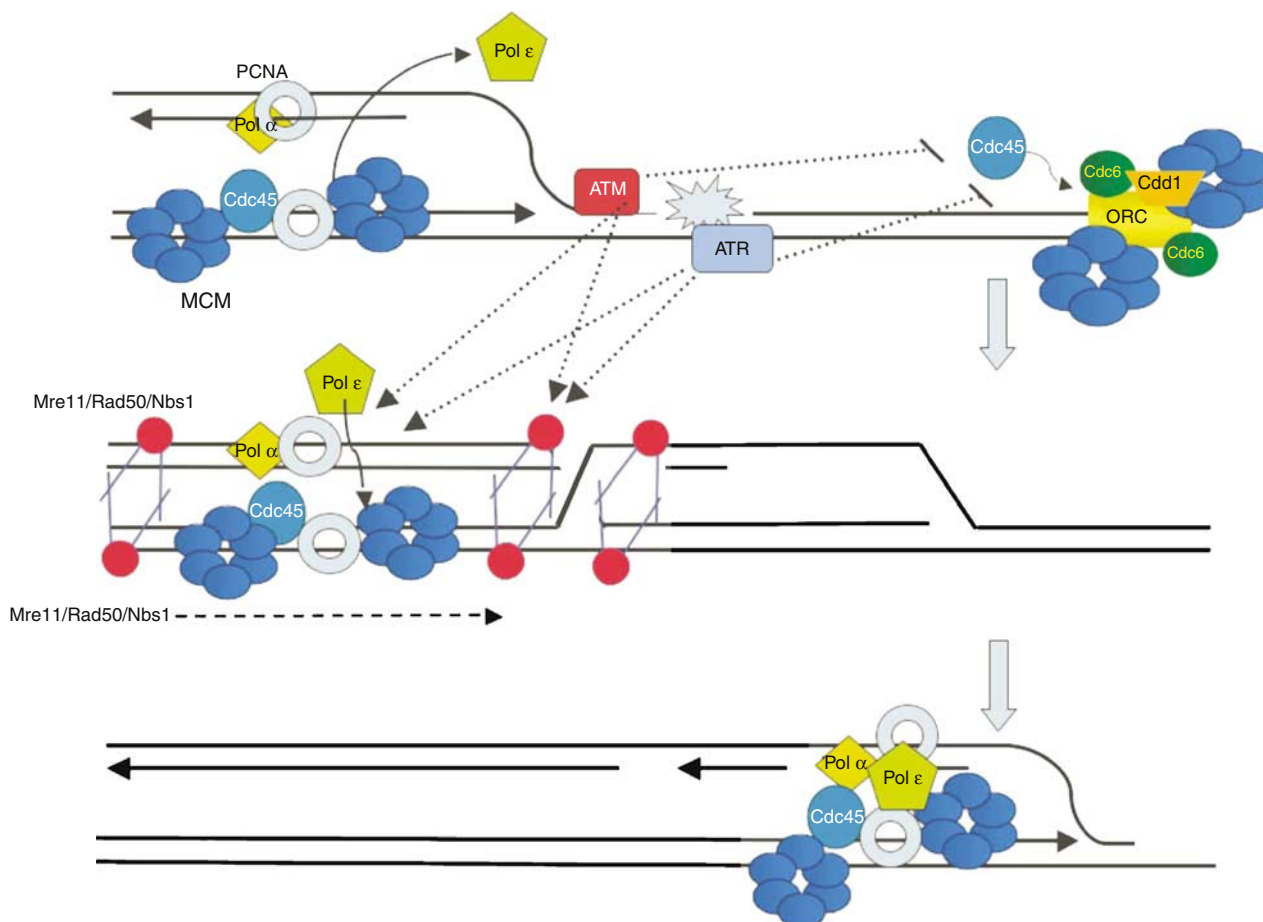 Pol ε
PCNA
Pol α
Cdc45
MCM
ATM
ATR
Cdc45
Cdc6
Cdd1
ORC
Cdc6
Pol ε
Mre11/Rad50/Nbs1
Pol α
Cdc45
Mre11/Rad50/Nbs1
Pol α
Pol ε
Cdc45